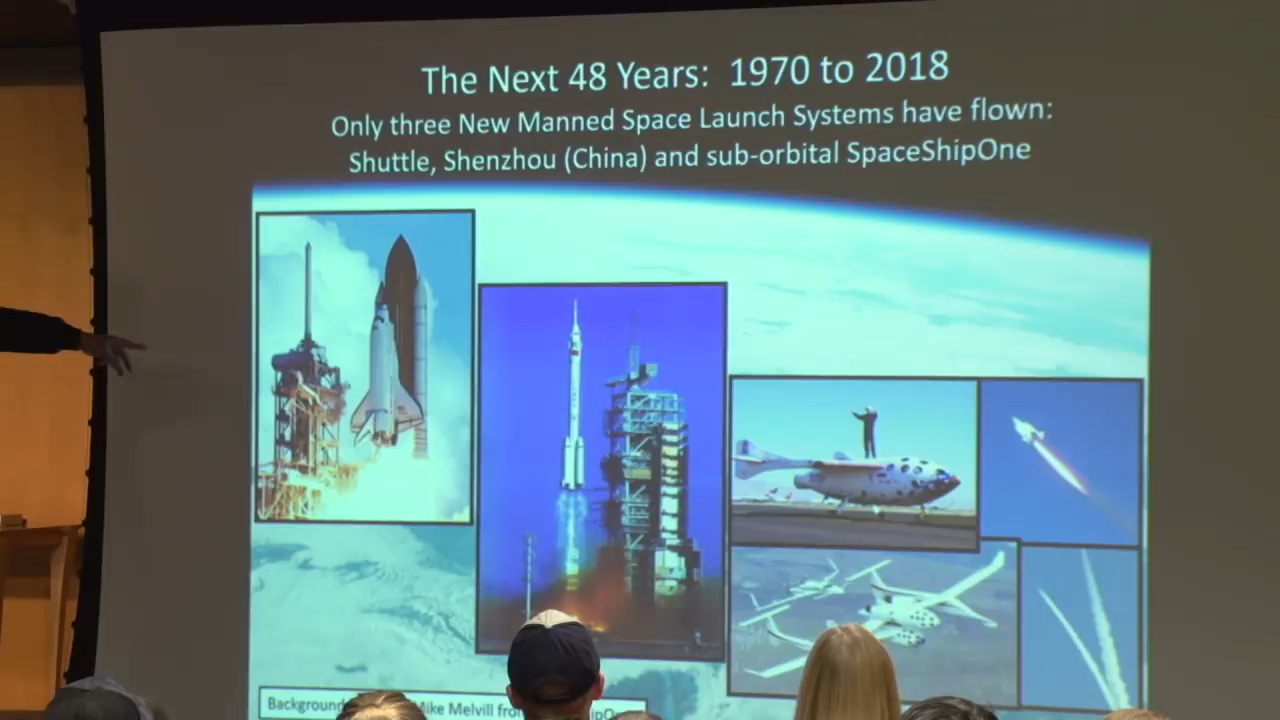 The Next 48 Years: 1970 to 2018
Only three New Manned Space Launch Systems have flown:
Shuttle, Shenzhou (China) and sub-orbital SpaceShipOne
Background Mike Melvill